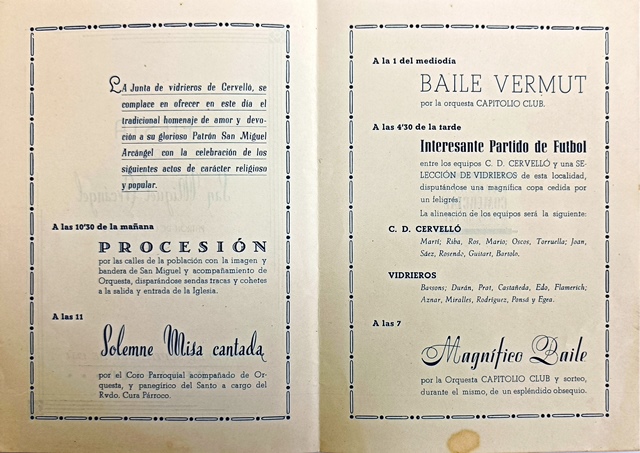 LA Junta de vidrieros de Cervelló, se
complace en ofrecer en este día el
tradicional homenaje de amor y devo-
ción a su glorioso Patrón San Miguel
Arcángel con la celebración de los
siguientes actos de carácter religioso
y popular.
A las 10'30 de la mañana
PROCESIÓN
por las calles de la población con la imagen y
bandera de San Miguel y acompañamiento de
Orquesta, disparándose sendas tracas y cohetes
a la salida y entrada de la Iglesia.
A las 11
Solemne Misa cantada
por el Coro Parroquial acompañado de Or-
questa, y panegírico del Santo a cargo del
Rvdo. Cura Párroco.
A la 1 del mediodía
BAILE VERMUT
por la orquesta CAPITOLIO CLUB.
A las 4'30 de la tarde
Interesante Partido de Futbol
entre los equipos C. D. CERVELLÓ y una SE-
LECCIÓN DE VIDRIEROS de esta localidad,
disputándose una magnífica copa cedida por
un feligrés.
La alineación de los equipos será la siguiente:
C. D. CERVELLÓ
Martí; Riba, Ros, Mario; Oscos, Torruella; Joan,
Sáez, Rosendo, Guitart, Barsolo.
VIDRIEROS
Bassons; Durán, Prat, Castañeda, Edo, Flamerich;
Aznar, Miralles, Rodríguez, Ponsá y Egea.
A las 7
Magnífico Baile
por la Orquesta CAPITOLIO CLUB y sorteo,
durante el mismo, de un espléndido obsequio.